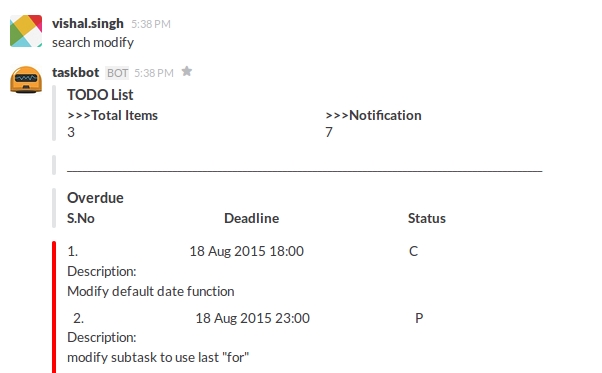 vishal.singh 5:38 PM
search modify
taskbot BOT 5:38 PM
TODO List
>>>Total Items >>>Notification
3 7
Overdue
S.No Deadline Status
1. 18 Aug 2015 18:00 C
Description:
Modify default date function
2. 18 Aug 2015 23:00 P
Description:
modify subtask to use last "for"